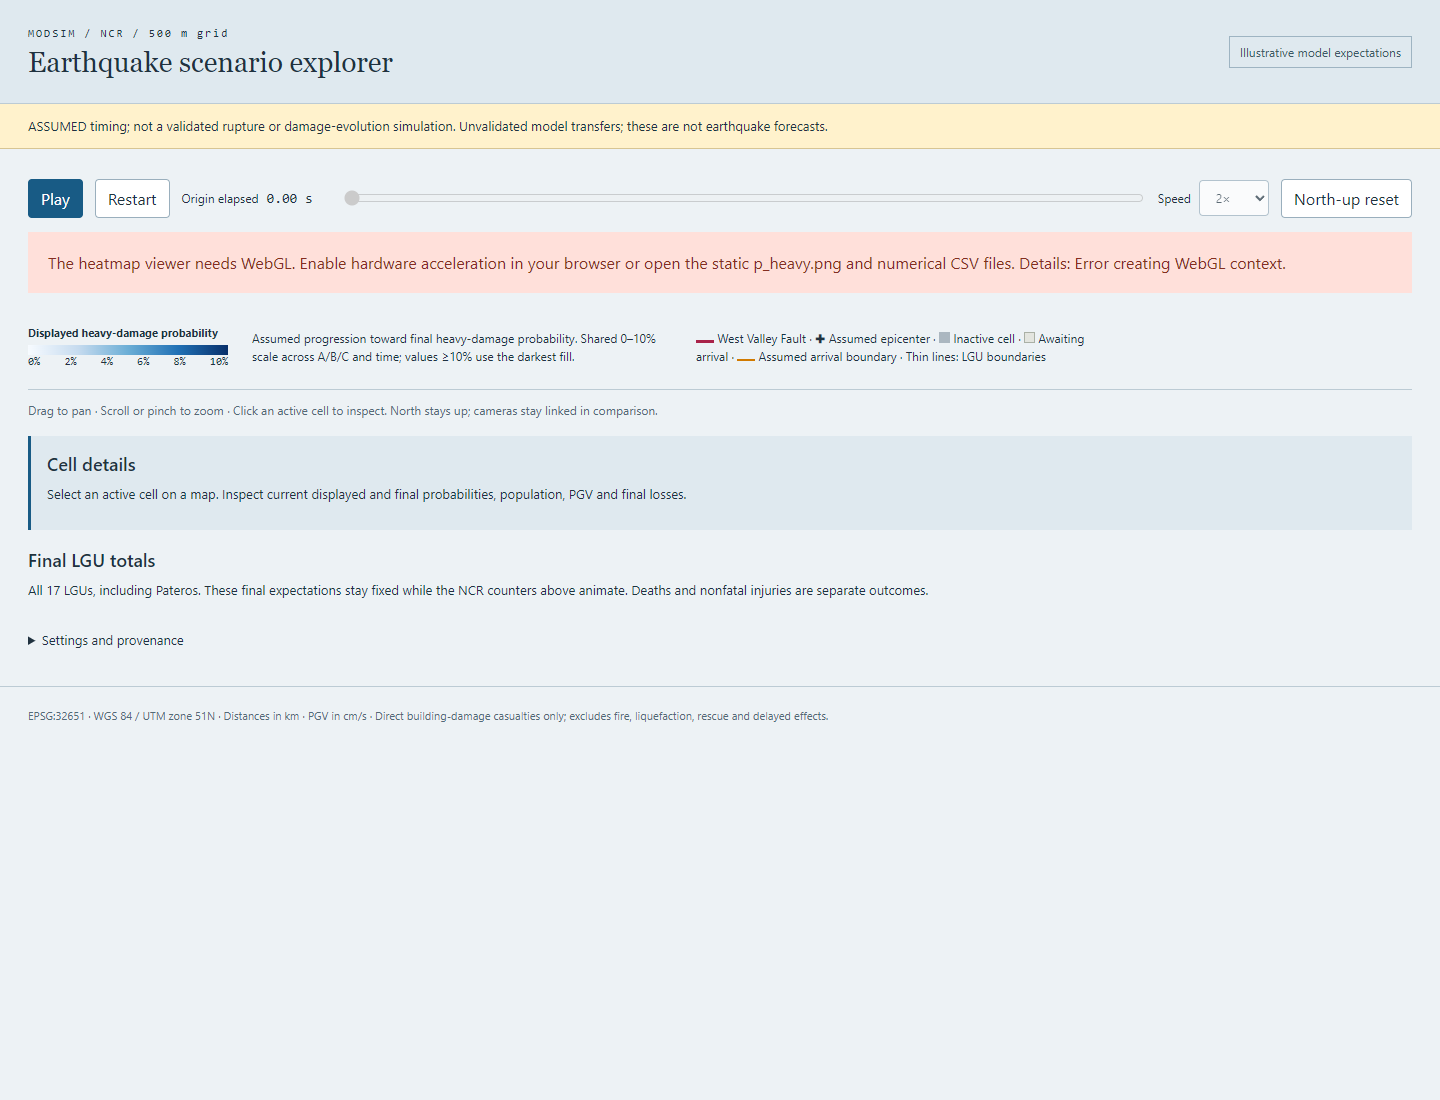 MODSIM / NCR / 500 m grid
Earthquake scenario explorer
Illustrative model expectations
ASSUMED timing; not a validated rupture or damage-evolution simulation. Unvalidated model transfers; these are not earthquake forecasts.
Play
Restart
Origin elapsed 0.00 s
Speed
2×
North-up reset
The heatmap viewer needs WebGL. Enable hardware acceleration in your browser or open the static p_heavy.png and numerical CSV files. Details: Error creating WebGL context.
Displayed heavy-damage probability
0% 2% 4% 6% 8% 10%
Assumed progression toward final heavy-damage probability. Shared 0–10%
scale across A/B/C and time; values ≥10% use the darkest fill.
West Valley Fault · ✚ Assumed epicenter · Inactive cell · Awaiting
arrival · Assumed arrival boundary · Thin lines: LGU boundaries
Drag to pan · Scroll or pinch to zoom · Click an active cell to inspect. North stays up; cameras stay linked in comparison.
Cell details
Select an active cell on a map. Inspect current displayed and final probabilities, population, PGV and final losses.
Final LGU totals
All 17 LGUs, including Pateros. These final expectations stay fixed while the NCR counters above animate. Deaths and nonfatal injuries are separate outcomes.
▶ Settings and provenance
EPSG:32651 · WGS 84 / UTM zone 51N · Distances in km · PGV in cm/s · Direct building-damage casualties only; excludes fire, liquefaction, rescue and delayed effects.